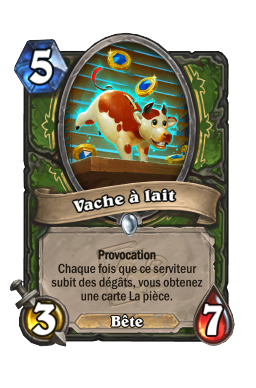 5
Vache à lait
Provocation
Chaque fois que ce serviteur
subit des dégâts, vous obtenez
une carte La pièce.
3
Bête
7